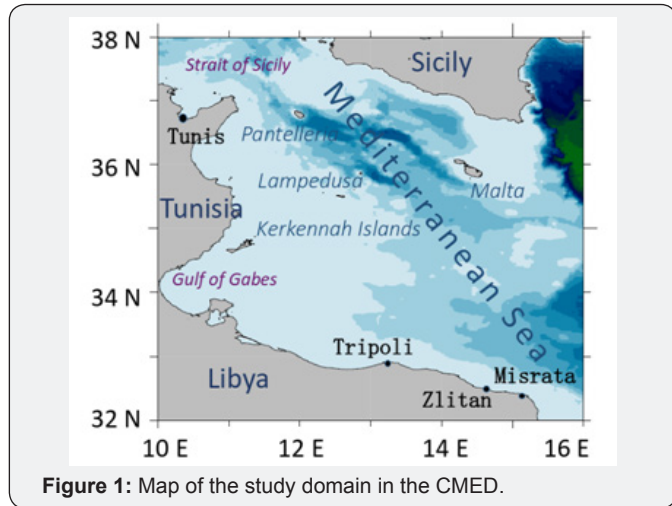 38 N
Strait of Sicily
Sicily
Tunis
Pantelleria
36 N
Lampedusa
Malta
Tunisia
Mediterranean Sea
Kerkennah Islands
Gulf of Gabes
34 N
Tripoli
Misrata
Libya
Zlitan
32 N
10 E 12 E 14 E 16 E
Figure 1: Map of the study domain in the CMED.